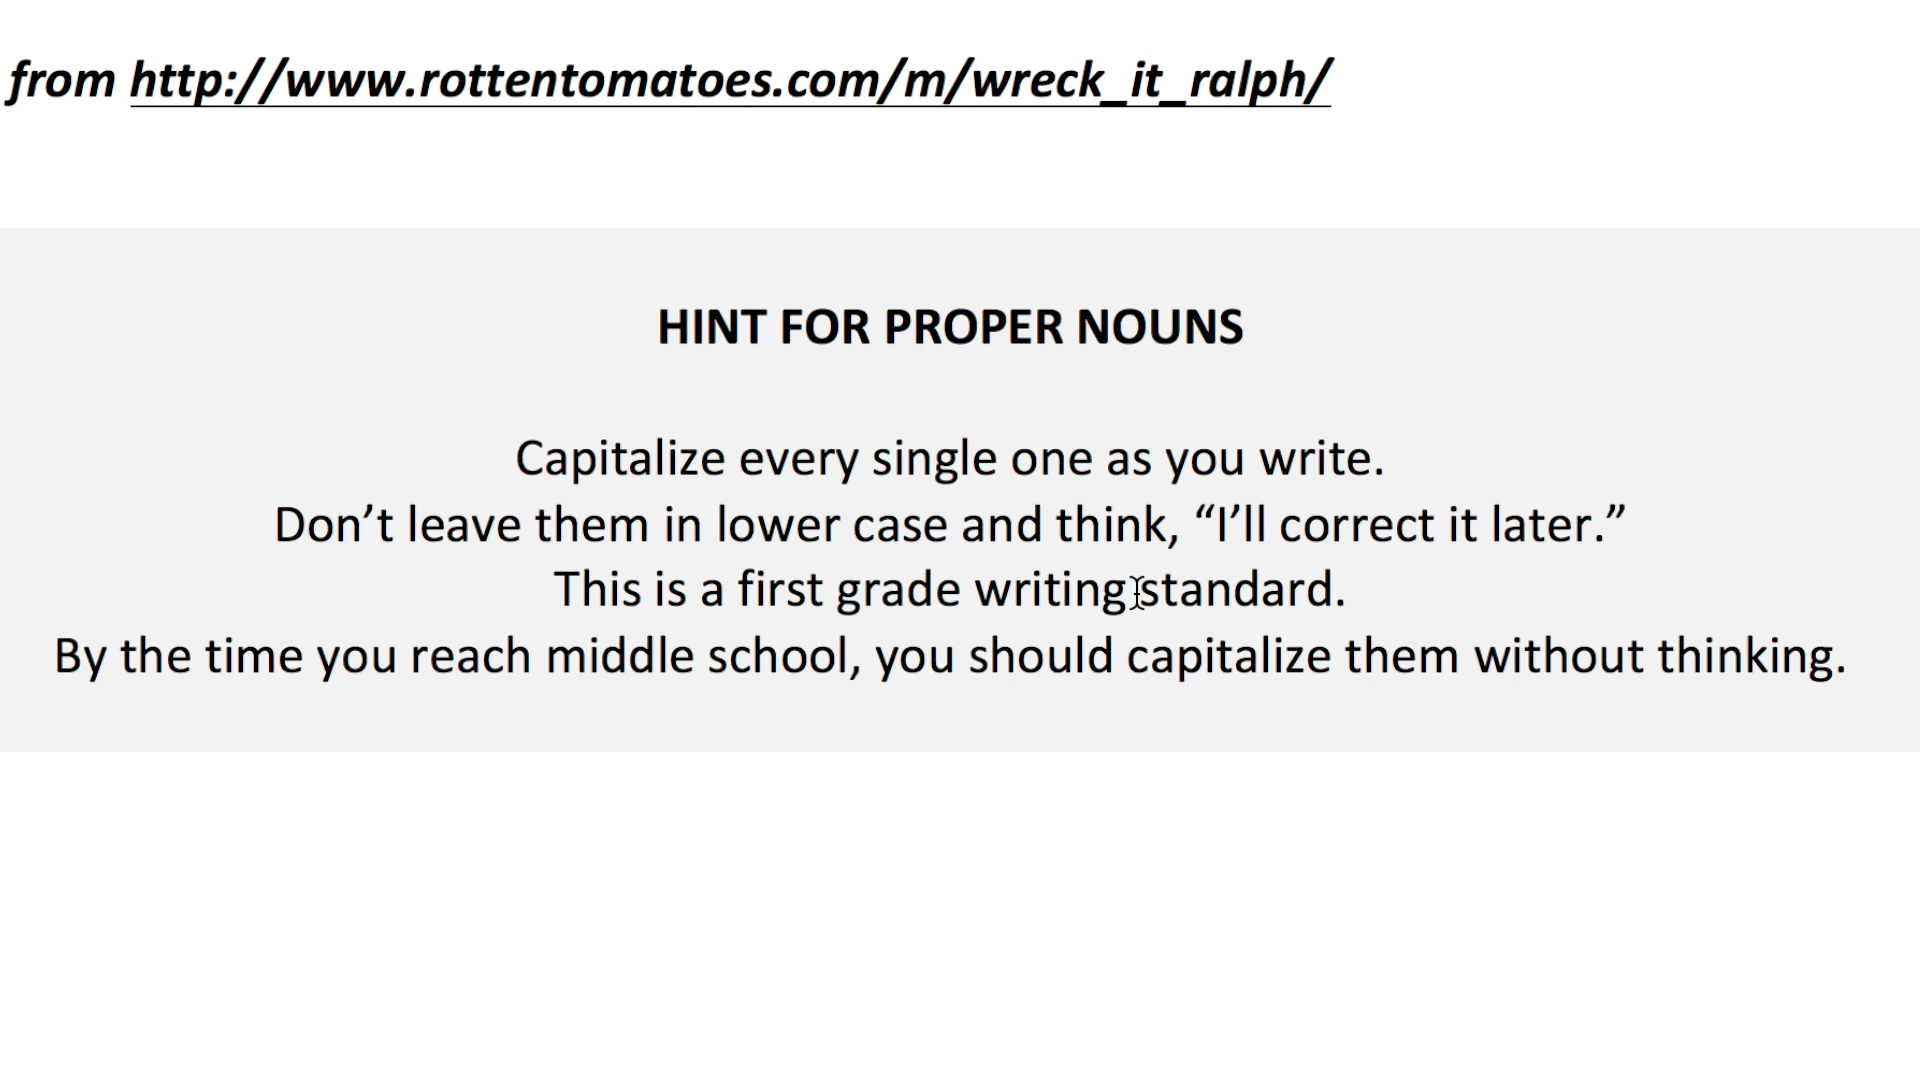 from http://www.rottentomatoes.com/m/wreck_it_ralph/
HINT FOR PROPER NOUNS
Capitalize every single one as you write.
Don’t leave them in lower case and think, “I’ll correct it later.”
This is a first grade writing standard.
By the time you reach middle school, you should capitalize them without thinking.